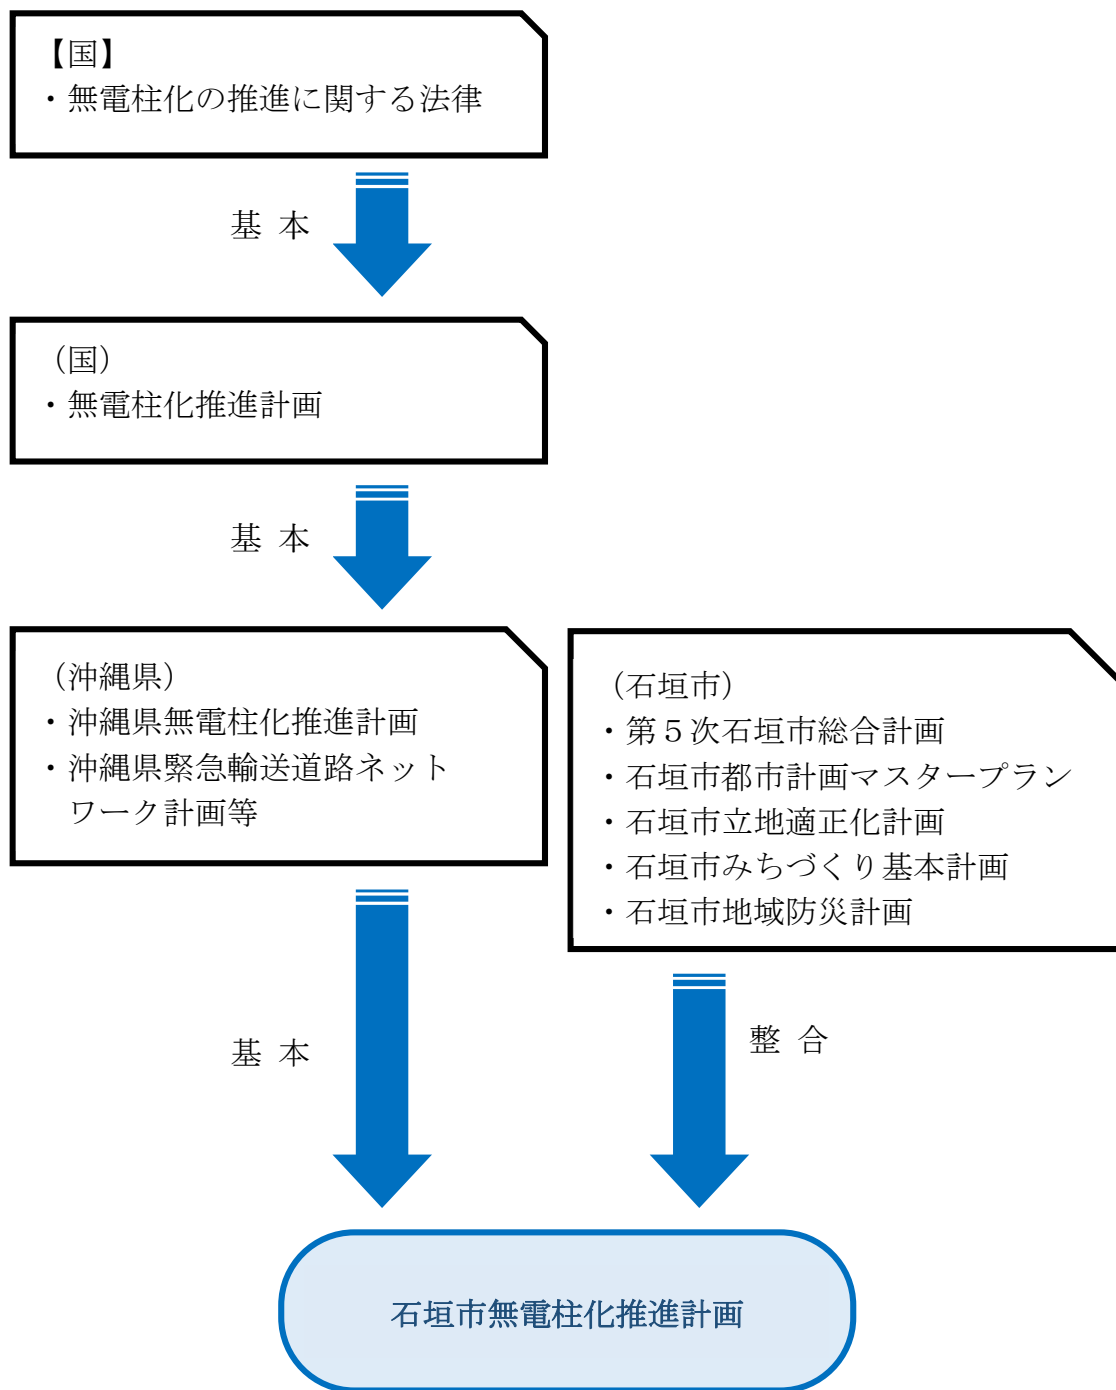 【国】
・無電柱化の推進に関する法律
基 本
（国）
・無電柱化推進計画
基 本
（沖縄県）
・沖縄県無電柱化推進計画
・沖縄県緊急輸送道路ネット
ワーク計画等
（石垣市）
・第５次石垣市総合計画
・石垣市都市計画マスタープラン
・石垣市立地適正化計画
・石垣市みちづくり基本計画
・石垣市地域防災計画
基 本
整 合
石垣市無電柱化推進計画